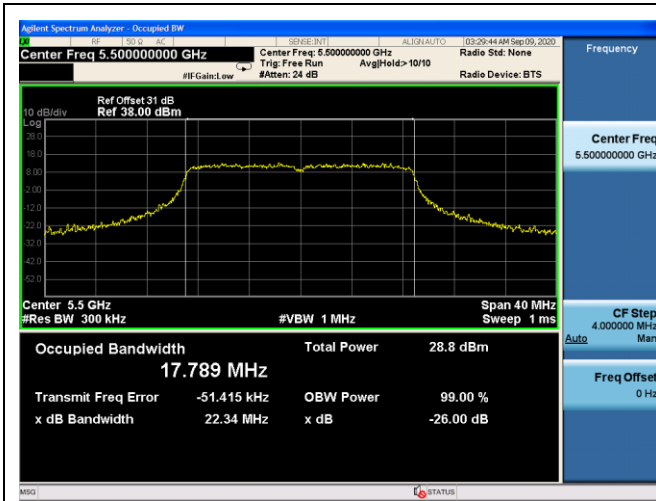 Agilent Spectrum Analyzer - Occupied BW
RF 50 Ω AC SENSE:INT ALIGNAUTO 03:29:44 AM Sep 09, 2020
Center Freq 5.500000000 GHz
Center Freq: 5.500000000 GHz Radio Std: None
Trig: Free Run Avg|Hold:> 10/10
#IFGain:Low #Atten: 24 dB Radio Device: BTS
Ref Offset 31 dB
10 dB/div Ref 38.00 dBm
Log
28.0
18.0
8.00
-2.00
-12.0
-22.0
-32.0
-42.0
-52.0
Center 5.5 GHz Span 40 MHz
#Res BW 300 kHz #VBW 1 MHz Sweep 1 ms
Occupied Bandwidth Total Power 28.8 dBm
17.789 MHz
Transmit Freq Error -51.415 kHz OBW Power 99.00 %
x dB Bandwidth 22.34 MHz x dB -26.00 dB
MSG STATUS
Frequency
Center Freq
5.500000000 GHz
CF Step
4.000000 MHz
Auto Man
Freq Offset
0 Hz